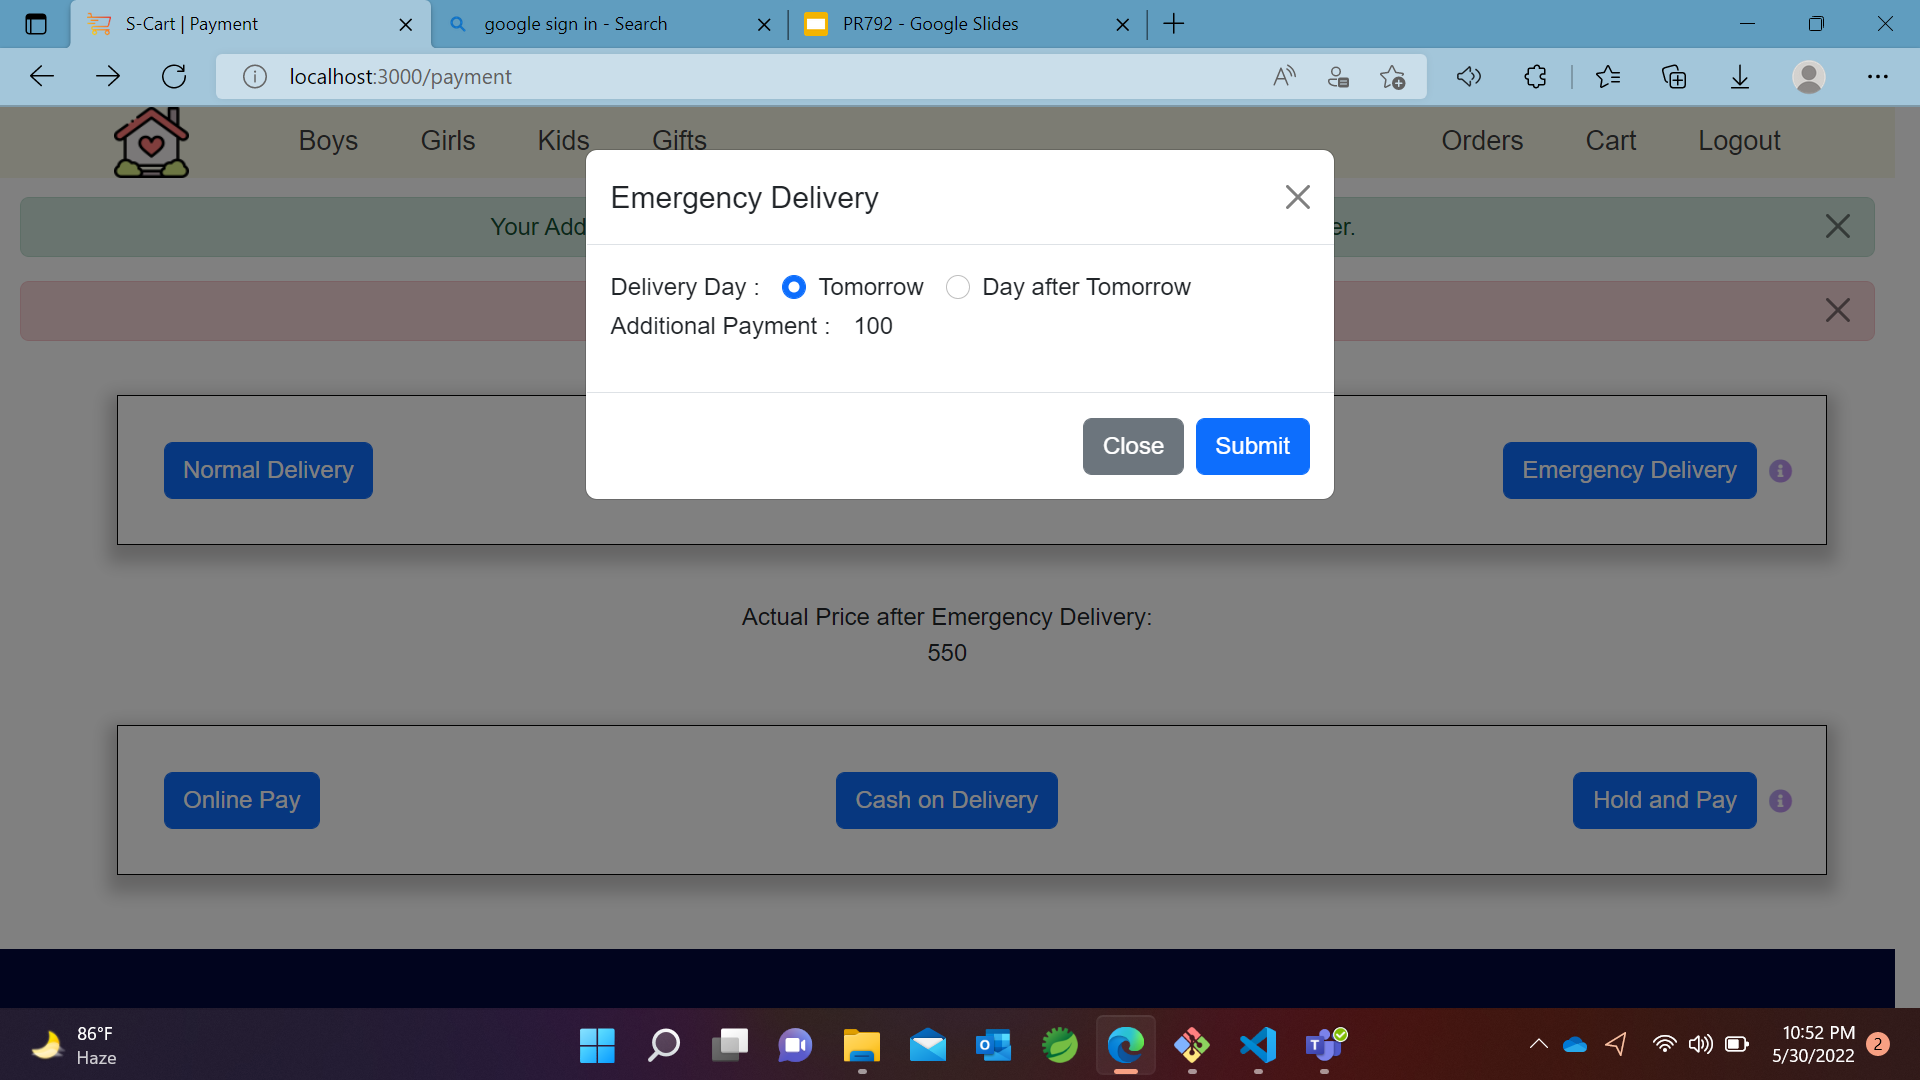 S-Cart | Payment
google sign in - Search
PR792 - Google Slides
localhost:3000/payment
Boys Girls Kids Gifts Orders Cart Logout
Emergency Delivery
Your Add
er.
Delivery Day : Tomorrow Day after Tomorrow
Additional Payment : 100
Close Submit
Normal Delivery Emergency Delivery
Actual Price after Emergency Delivery:
550
Online Pay Cash on Delivery Hold and Pay
86°F
Haze
10:52 PM
5/30/2022
2